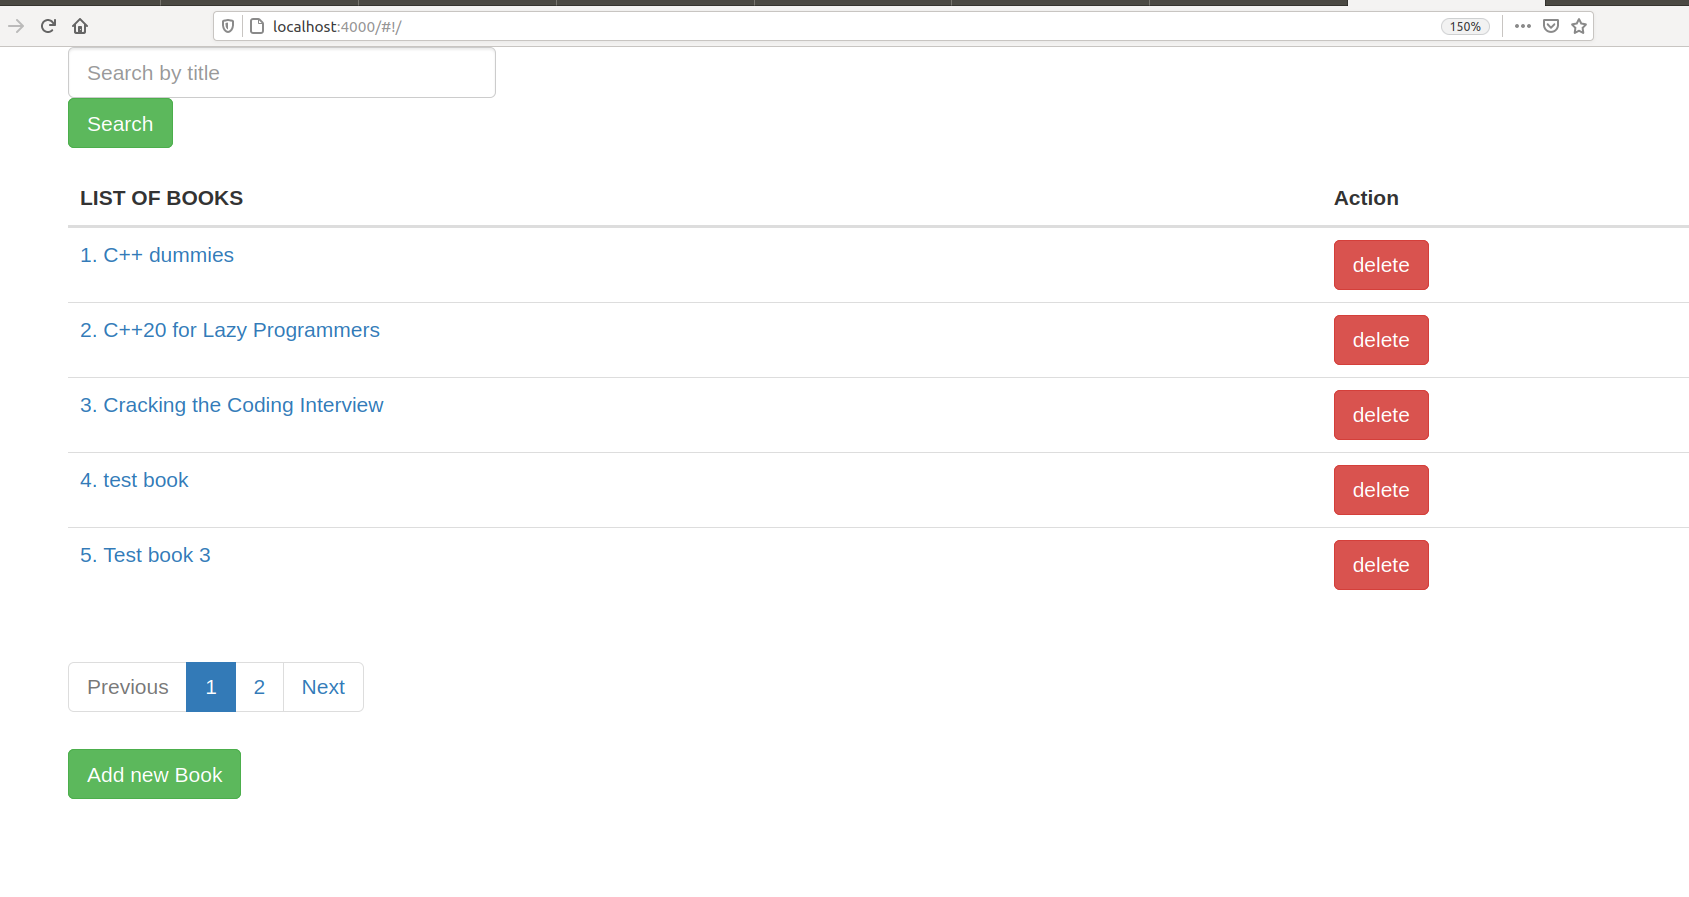 localhost:4000/#!/ 150%
Search by title
Search
LIST OF BOOKS Action
1. C++ dummies delete
2. C++20 for Lazy Programmers delete
3. Cracking the Coding Interview delete
4. test book delete
5. Test book 3 delete
Previous 1 2 Next
Add new Book